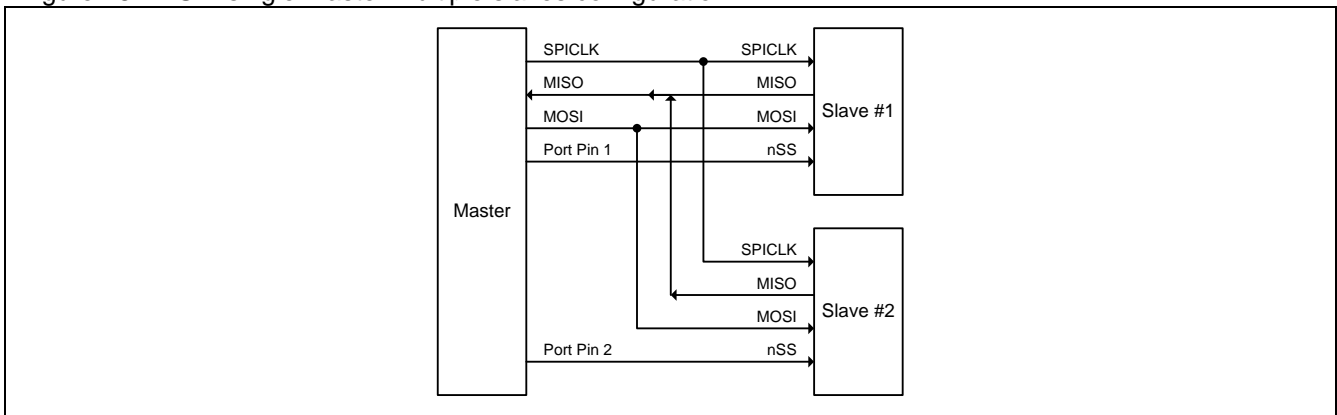 SPICLK SPICLK
MISO MISO
MOSI MOSI
Port Pin 1 nSS
Slave #1
Master
SPICLK
MISO
MOSI
Slave #2
Port Pin 2 nSS